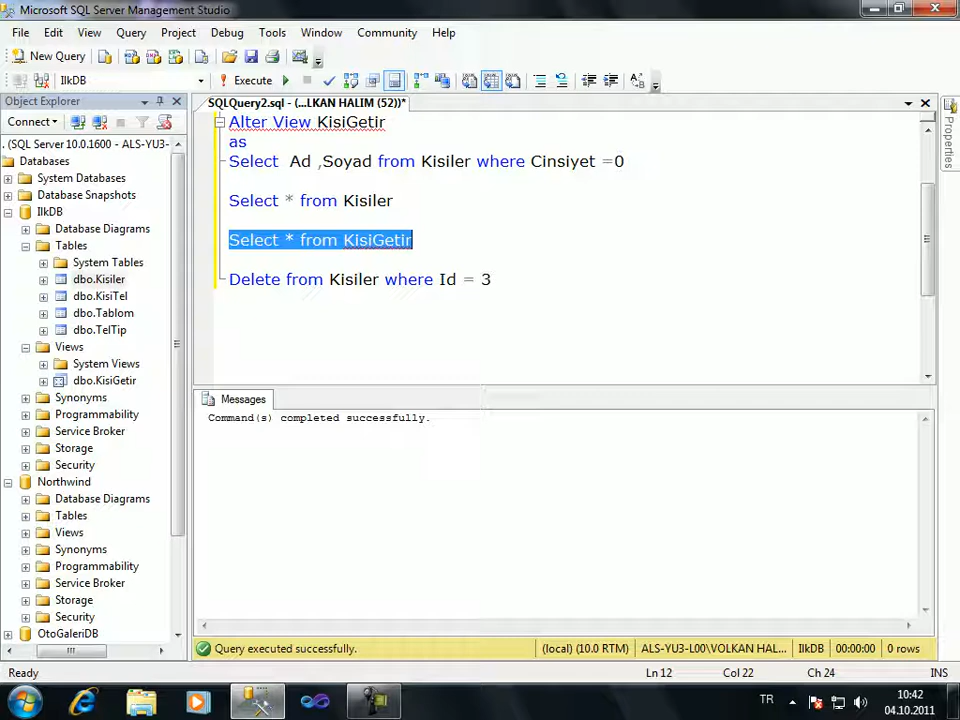 Microsoft SQL Server Management Studio
File Edit View Query Project Debug Tools Window Community Help
New Query
IlkDB Execute
Object Explorer
SQLQuery2.sql - (...LKAN HALIM (52))*
Connect
. (SQL Server 10.0.1600 - ALS-YU3-
Databases
System Databases
Database Snapshots
IlkDB
Database Diagrams
Tables
System Tables
dbo.Kisiler
dbo.KisiTel
dbo.Tablom
dbo.TelTip
Views
System Views
dbo.KisiGetir
Synonyms
Programmability
Service Broker
Storage
Security
Northwind
Database Diagrams
Tables
Views
Synonyms
Programmability
Service Broker
Storage
Security
OtoGaleriDB
Alter View KisiGetir
as
Select  Ad ,Soyad from Kisiler where Cinsiyet =0
Select * from Kisiler
Select * from KisiGetir
Delete from Kisiler where Id = 3
Messages
Command(s) completed successfully.
Properties
Query executed successfully. (local) (10.0 RTM) ALS-YU3-L00\VOLKAN HAL... IlkDB 00:00:00 0 rows
Ready Ln 12 Col 22 Ch 24 INS
TR 10:42
04.10.2011